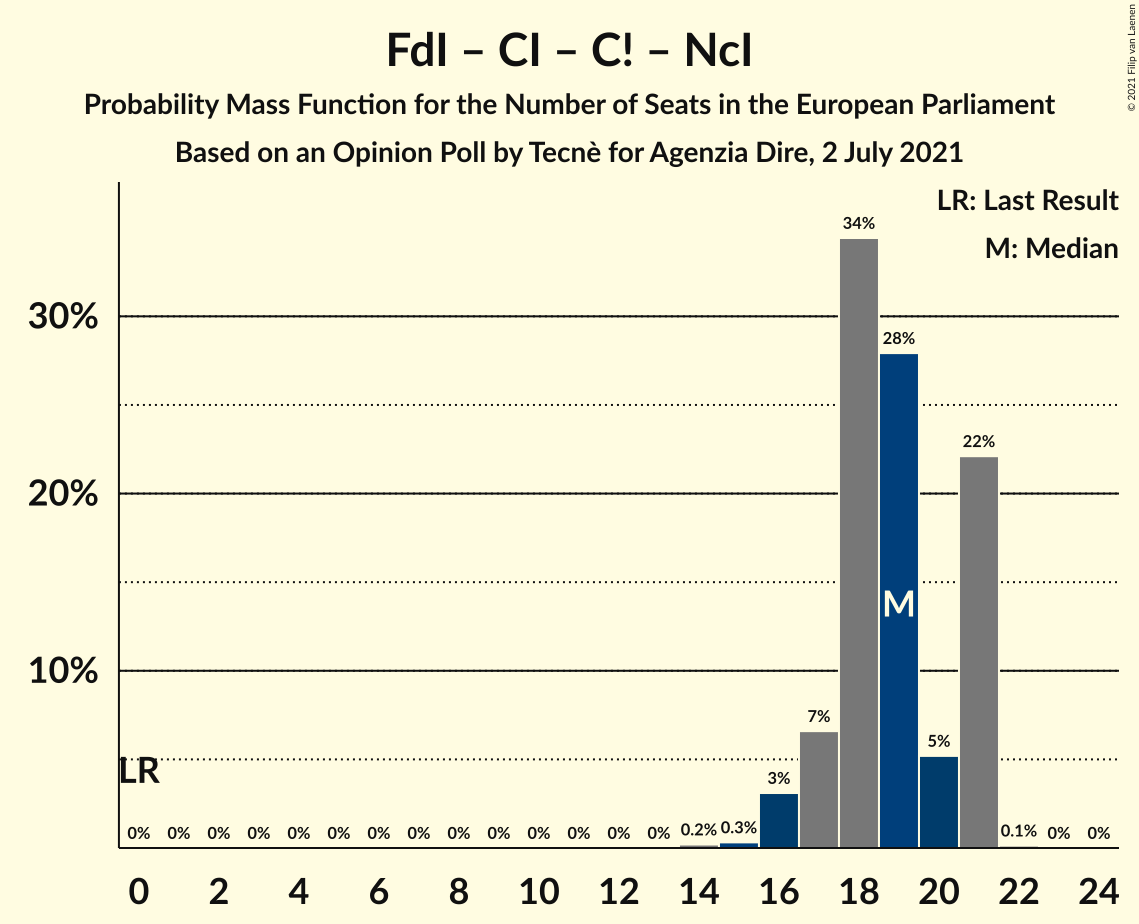 FdI – CI – C! – NcI
Probability Mass Function for the Number of Seats in the European Parliament
Based on an Opinion Poll by Tecnè for Agenzia Dire, 2 July 2021
© 2021 Filip van Laenen
LR: Last Result
M: Median
34%
30%
28%
22%
20%
M
10%
7%
5%
3%
LR
0% 0% 0% 0% 0% 0% 0% 0% 0% 0% 0% 0% 0% 0% 0.2% 0.3% 0.1% 0% 0%
0 2 4 6 8 10 12 14 16 18 20 22 24